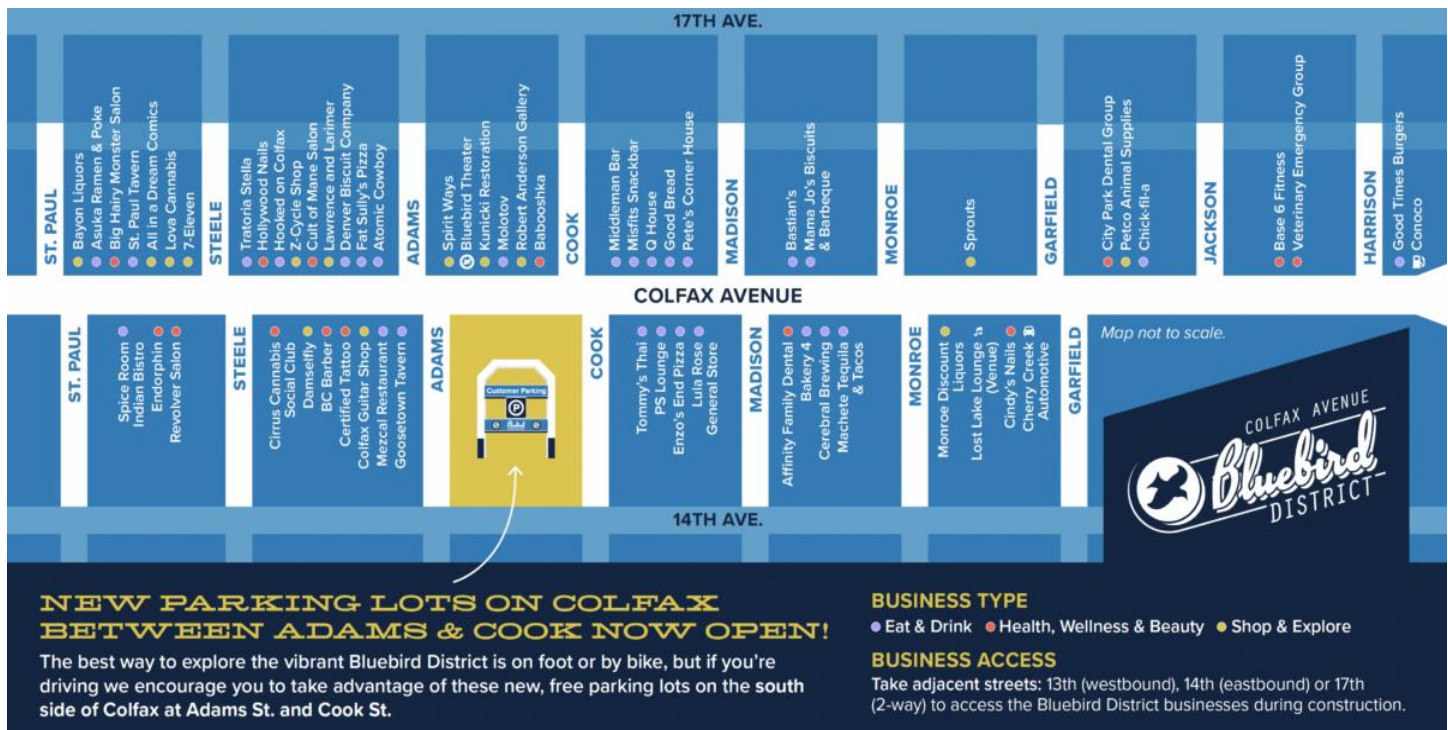 17TH AVE.
ST. PAUL
Bayon Liquors
Asuka Ramen & Poke
Big Hairy Monster Salon
St. Paul Tavern
All in a Dream Comics
Lova Cannabis
7-Eleven
STEELE
Tratoria Stella
Hollywood Nails
Hooked on Colfax
Z-Cycle Shop
Cult of Mane Salon
Lawrence and Larimer
Denver Biscuit Company
Fat Sully's Pizza
Atomic Cowboy
ADAMS
Spirit Ways
Bluebird Theater
Kunicki Restoration
Molotov
Robert Anderson Gallery
Babooshka
COOK
Middleman Bar
Misfits Snackbar
Q House
Good Bread
Pete's Corner House
MADISON
Bastian's
Mama Jo's Biscuits
& Barbeque
MONROE
Sprouts
GARFIELD
City Park Dental Group
Petco Animal Supplies
Chick-fil-a
JACKSON
Base 6 Fitness
Veterinary Emergency Group
HARRISON
Good Times Burgers
Conoco
COLFAX AVENUE
ST. PAUL
Spice Room
Indian Bistro
Endorphin
Revolver Salon
STEELE
Cirrus Cannabis
Social Club
Damselfly
BC Barber
Certified Tattoo
Colfax Guitar Shop
Mezcal Restaurant
Goosetown Tavern
ADAMS
Customer Parking
P
COOK
Tommy's Thai
PS Lounge
Enzo's End Pizza
Lula Rose
General Store
MADISON
Affinity Family Dental
Bakery 4
Cerebral Brewing
Machete Tequila
& Tacos
MONROE
Monroe Discount
Liquors
Lost Lake Lounge
(Venue)
Cindy's Nails
Cherry Creek
Automotive
GARFIELD
Map not to scale.
COLFAX AVENUE
Bluebird
DISTRICT
14TH AVE.
NEW PARKING LOTS ON COLFAX
BETWEEN ADAMS & COOK NOW OPEN!
The best way to explore the vibrant Bluebird District is on foot or by bike, but if you're
driving we encourage you to take advantage of these new, free parking lots on the south
side of Colfax at Adams St. and Cook St.
BUSINESS TYPE
Eat & Drink Health, Wellness & Beauty Shop & Explore
BUSINESS ACCESS
Take adjacent streets: 13th (westbound), 14th (eastbound) or 17th
(2-way) to access the Bluebird District businesses during construction.